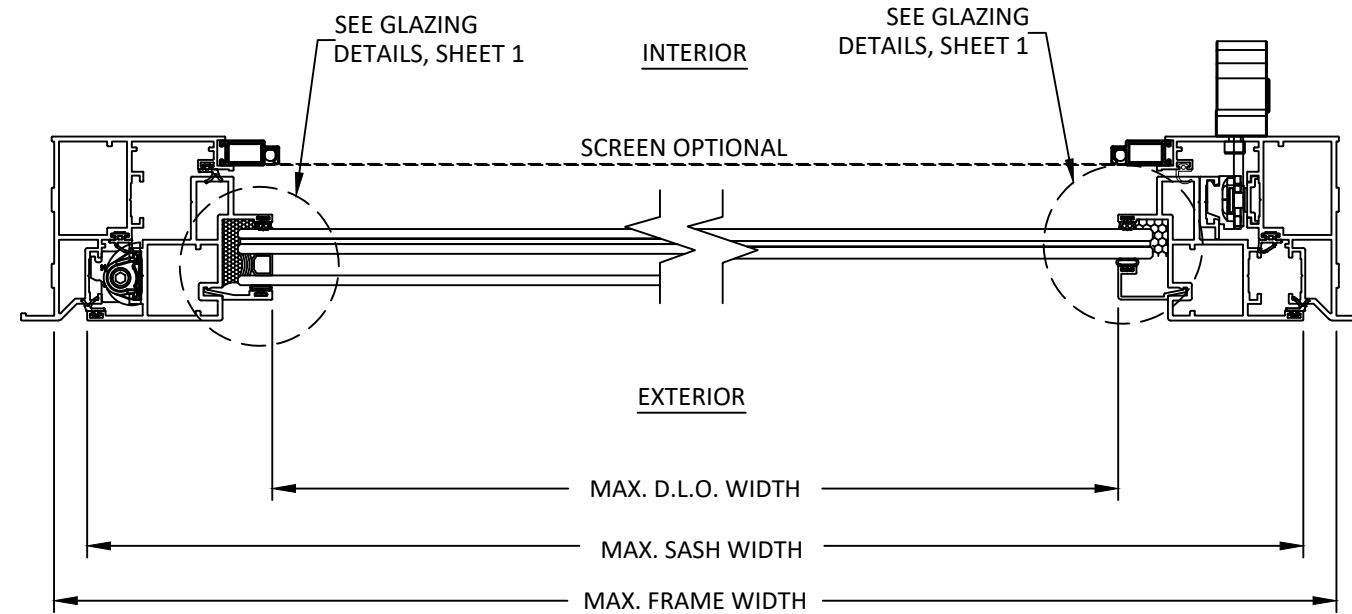 SEE GLAZING
DETAILS, SHEET 1
INTERIOR
SEE GLAZING
DETAILS, SHEET 1
SCREEN OPTIONAL
EXTERIOR
MAX. D.L.O. WIDTH
MAX. SASH WIDTH
MAX. FRAME WIDTH